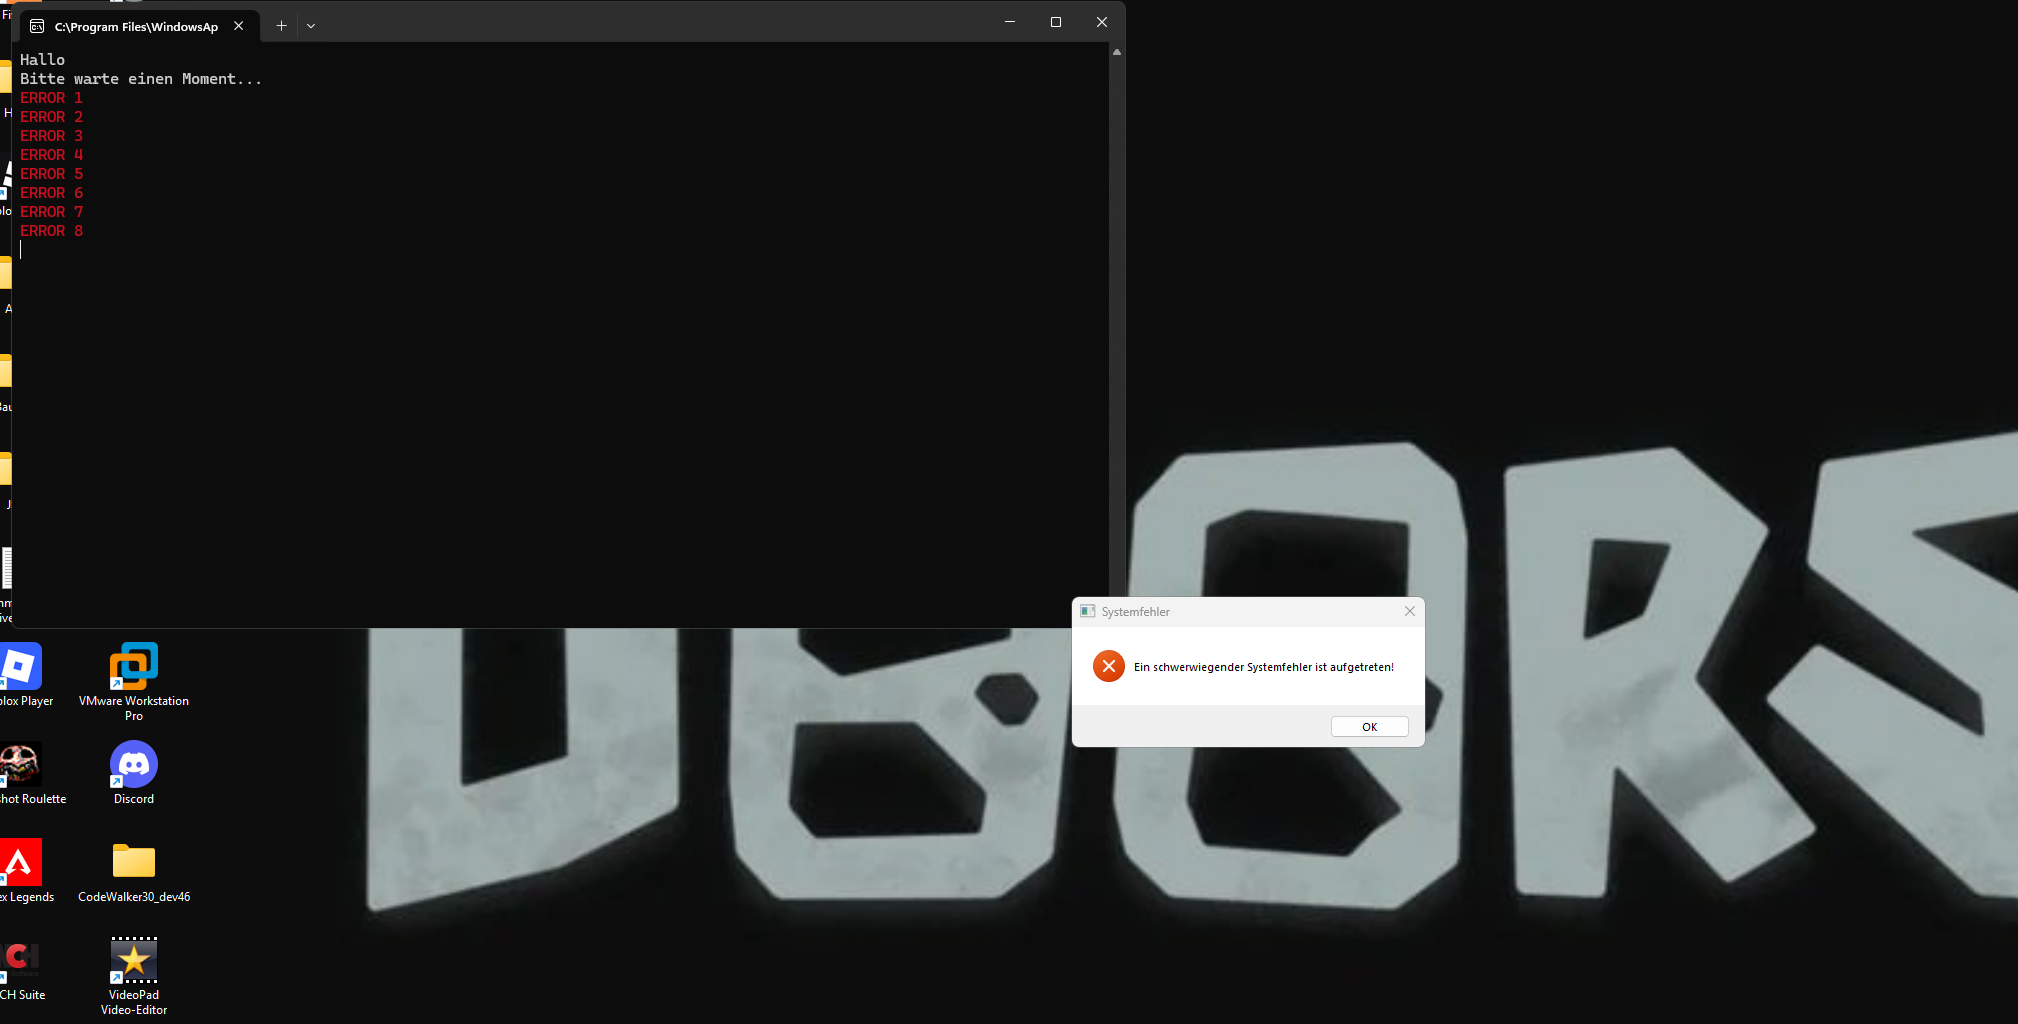 C:\Program Files\WindowsAp
Hallo
Bitte warte einen Moment...
ERROR 1
ERROR 2
ERROR 3
ERROR 4
ERROR 5
ERROR 6
ERROR 7
ERROR 8
Systemfehler
Ein schwerwiegender Systemfehler ist aufgetreten!
OK
DOORS
Player
VMware Workstation
Pro
Roulette
Discord
Legends
CodeWalker30_dev46
CH Suite
VideoPad
Video-Editor